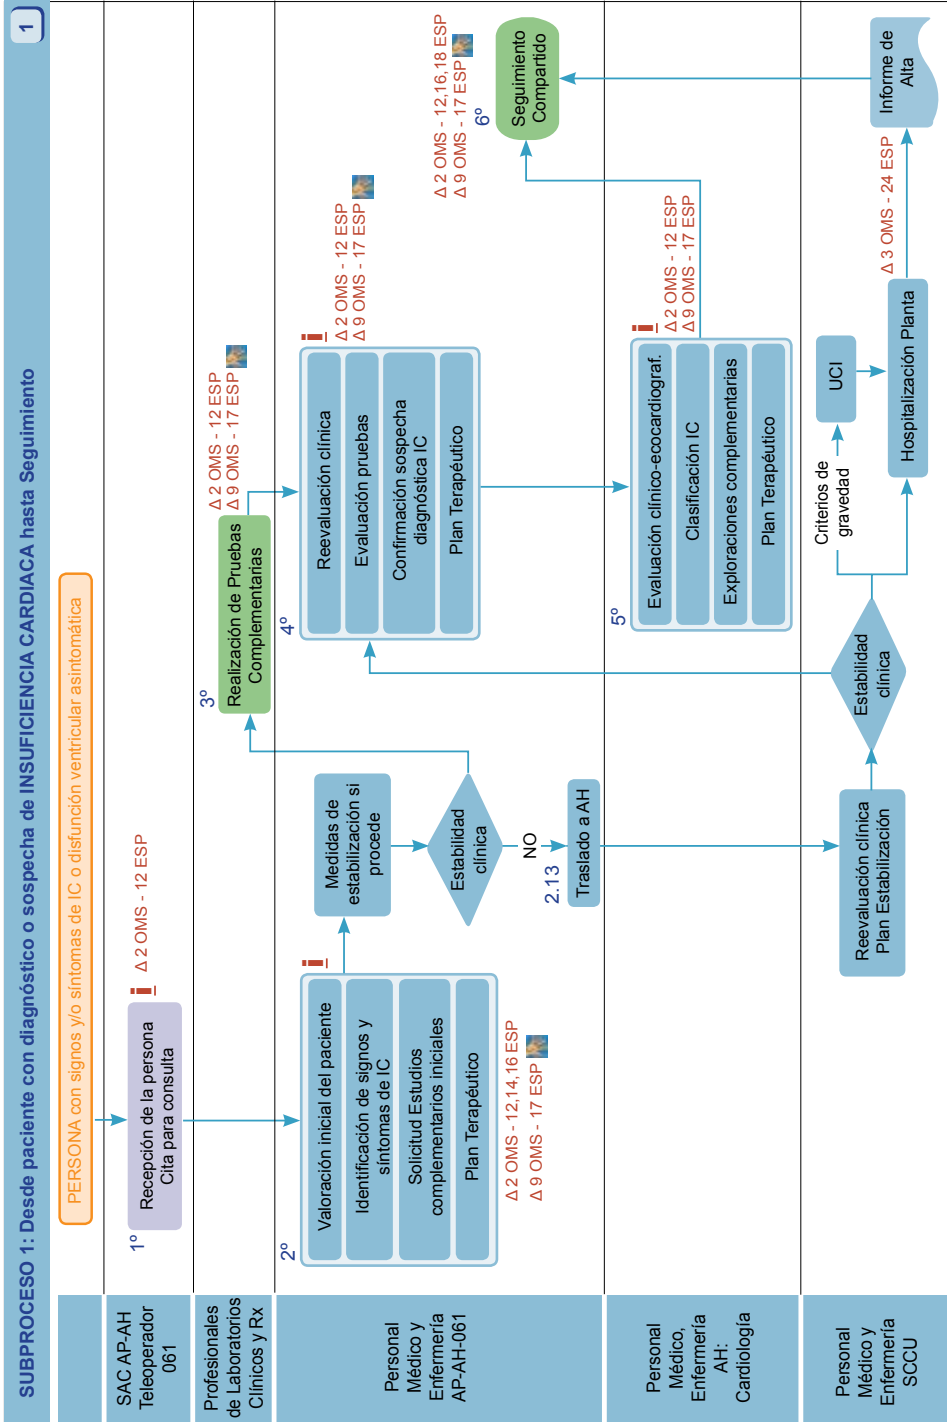 SUBPROCESO 1: Desde paciente con diagnóstico o sospecha de INSUFICIENCIA CARDIACA hasta Seguimiento
1
PERSONA con signos y/o síntomas de IC o disfunción ventricular asintomática
SAC AP-AH
Teleoperador
061
1º
Recepción de la persona
Cita para consulta
i
Δ 2 OMS - 12 ESP
Profesionales
de Laboratorios
Clínicos y Rx
3º
Realización de Pruebas
Complementarias
Δ 2 OMS - 12 ESP
Δ 9 OMS - 17 ESP
Personal
Médico y
Enfermería
AP-AH-061
2º
Valoración inicial del paciente
Identificación de signos y
síntomas de IC
Solicitud Estudios
complementarios iniciales
Plan Terapéutico
i
Δ 2 OMS - 12,14,16 ESP
Δ 9 OMS - 17 ESP
Medidas de
estabilización si
procede
Estabilidad
clínica
NO
2.13
Traslado a AH
4º
Reevaluación clínica
Evaluación pruebas
Confirmación sospecha
diagnóstica IC
Plan Terapéutico
i
Δ 2 OMS - 12 ESP
Δ 9 OMS - 17 ESP
Δ 2 OMS - 12,16,18 ESP
Δ 9 OMS - 17 ESP
6º
Seguimiento
Compartido
Personal
Médico,
Enfermería
AH:
Cardiología
5º
Evaluación clínico-ecocardiograf.
Clasificación IC
Exploraciones complementarias
Plan Terapéutico
i
Δ 2 OMS - 12 ESP
Δ 9 OMS - 17 ESP
Personal
Médico y
Enfermería
SCCU
Reevaluación clínica
Plan Estabilización
Estabilidad
clínica
Criterios de
gravedad
UCI
Hospitalización Planta
Δ 3 OMS - 24 ESP
Informe de
Alta